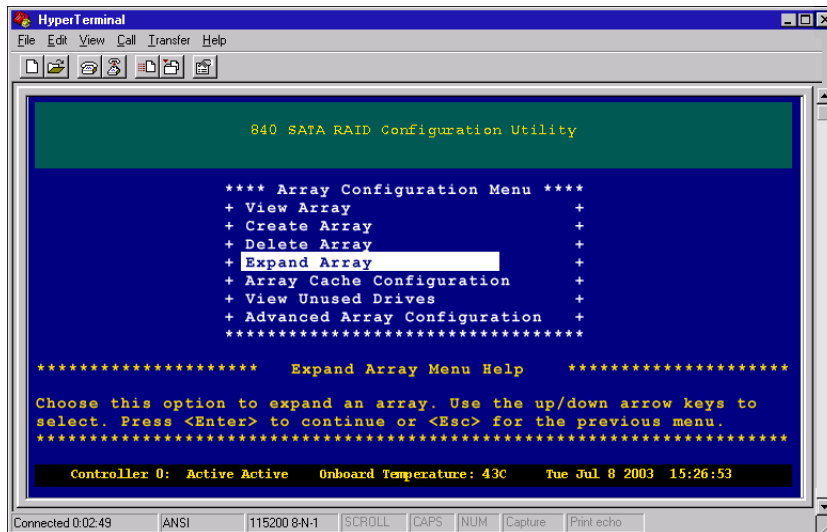 HyperTerminal
File Edit View Call Transfer Help
840 SATA RAID Configuration Utility
**** Array Configuration Menu ****
+ View Array +
+ Create Array +
+ Delete Array +
+ Expand Array +
+ Array Cache Configuration +
+ View Unused Drives +
+ Advanced Array Configuration +
**********************************
********************* Expand Array Menu Help *********************
Choose this option to expand an array. Use the up/down arrow keys to
select. Press <Enter> to continue or <Esc> for the previous menu.
***********************************************************************
Controller 0: Active Active Onboard Temperature: 43C Tue Jul 8 2003 15:26:53
Connected 0:02:49 ANSI 115200 8-N-1 SCROLL CAPS NUM Capture Print echo